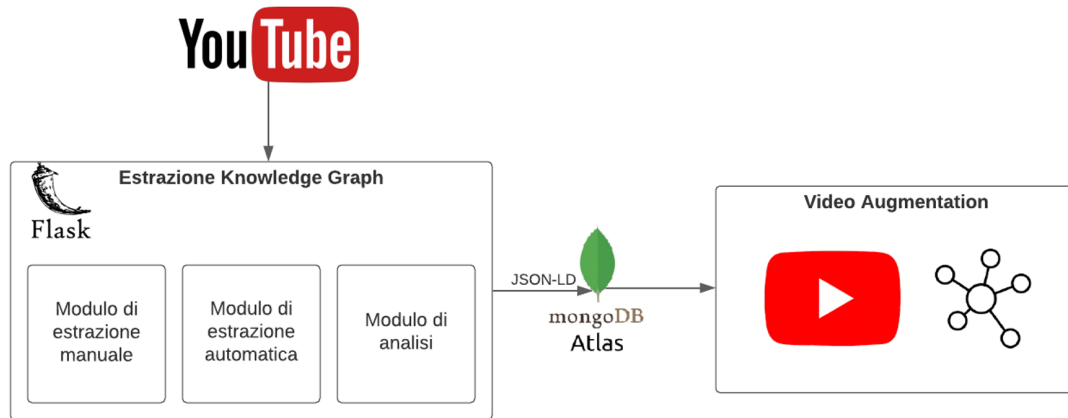 YouTube
Estrazione Knowledge Graph
Flask
Modulo di
estrazione
manuale
Modulo di
estrazione
automatica
Modulo di
analisi
JSON-LD
mongoDB
Atlas
Video Augmentation